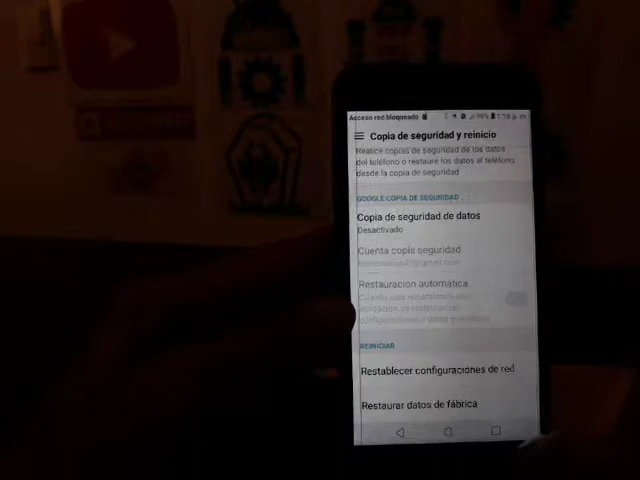 Acceso red bloqueado
Copia de seguridad y reinicio
Realice copias de seguridad de los datos
del teléfono o restaure los datos al teléfono
desde la copia de seguridad
GOOGLE/COPIA DE SEGURIDAD
Copia de seguridad de datos
Desactivado
Cuenta copia seguridad
Restauración automática
REINICIAR
Restablecer configuraciones de red
Restaurar datos de fábrica